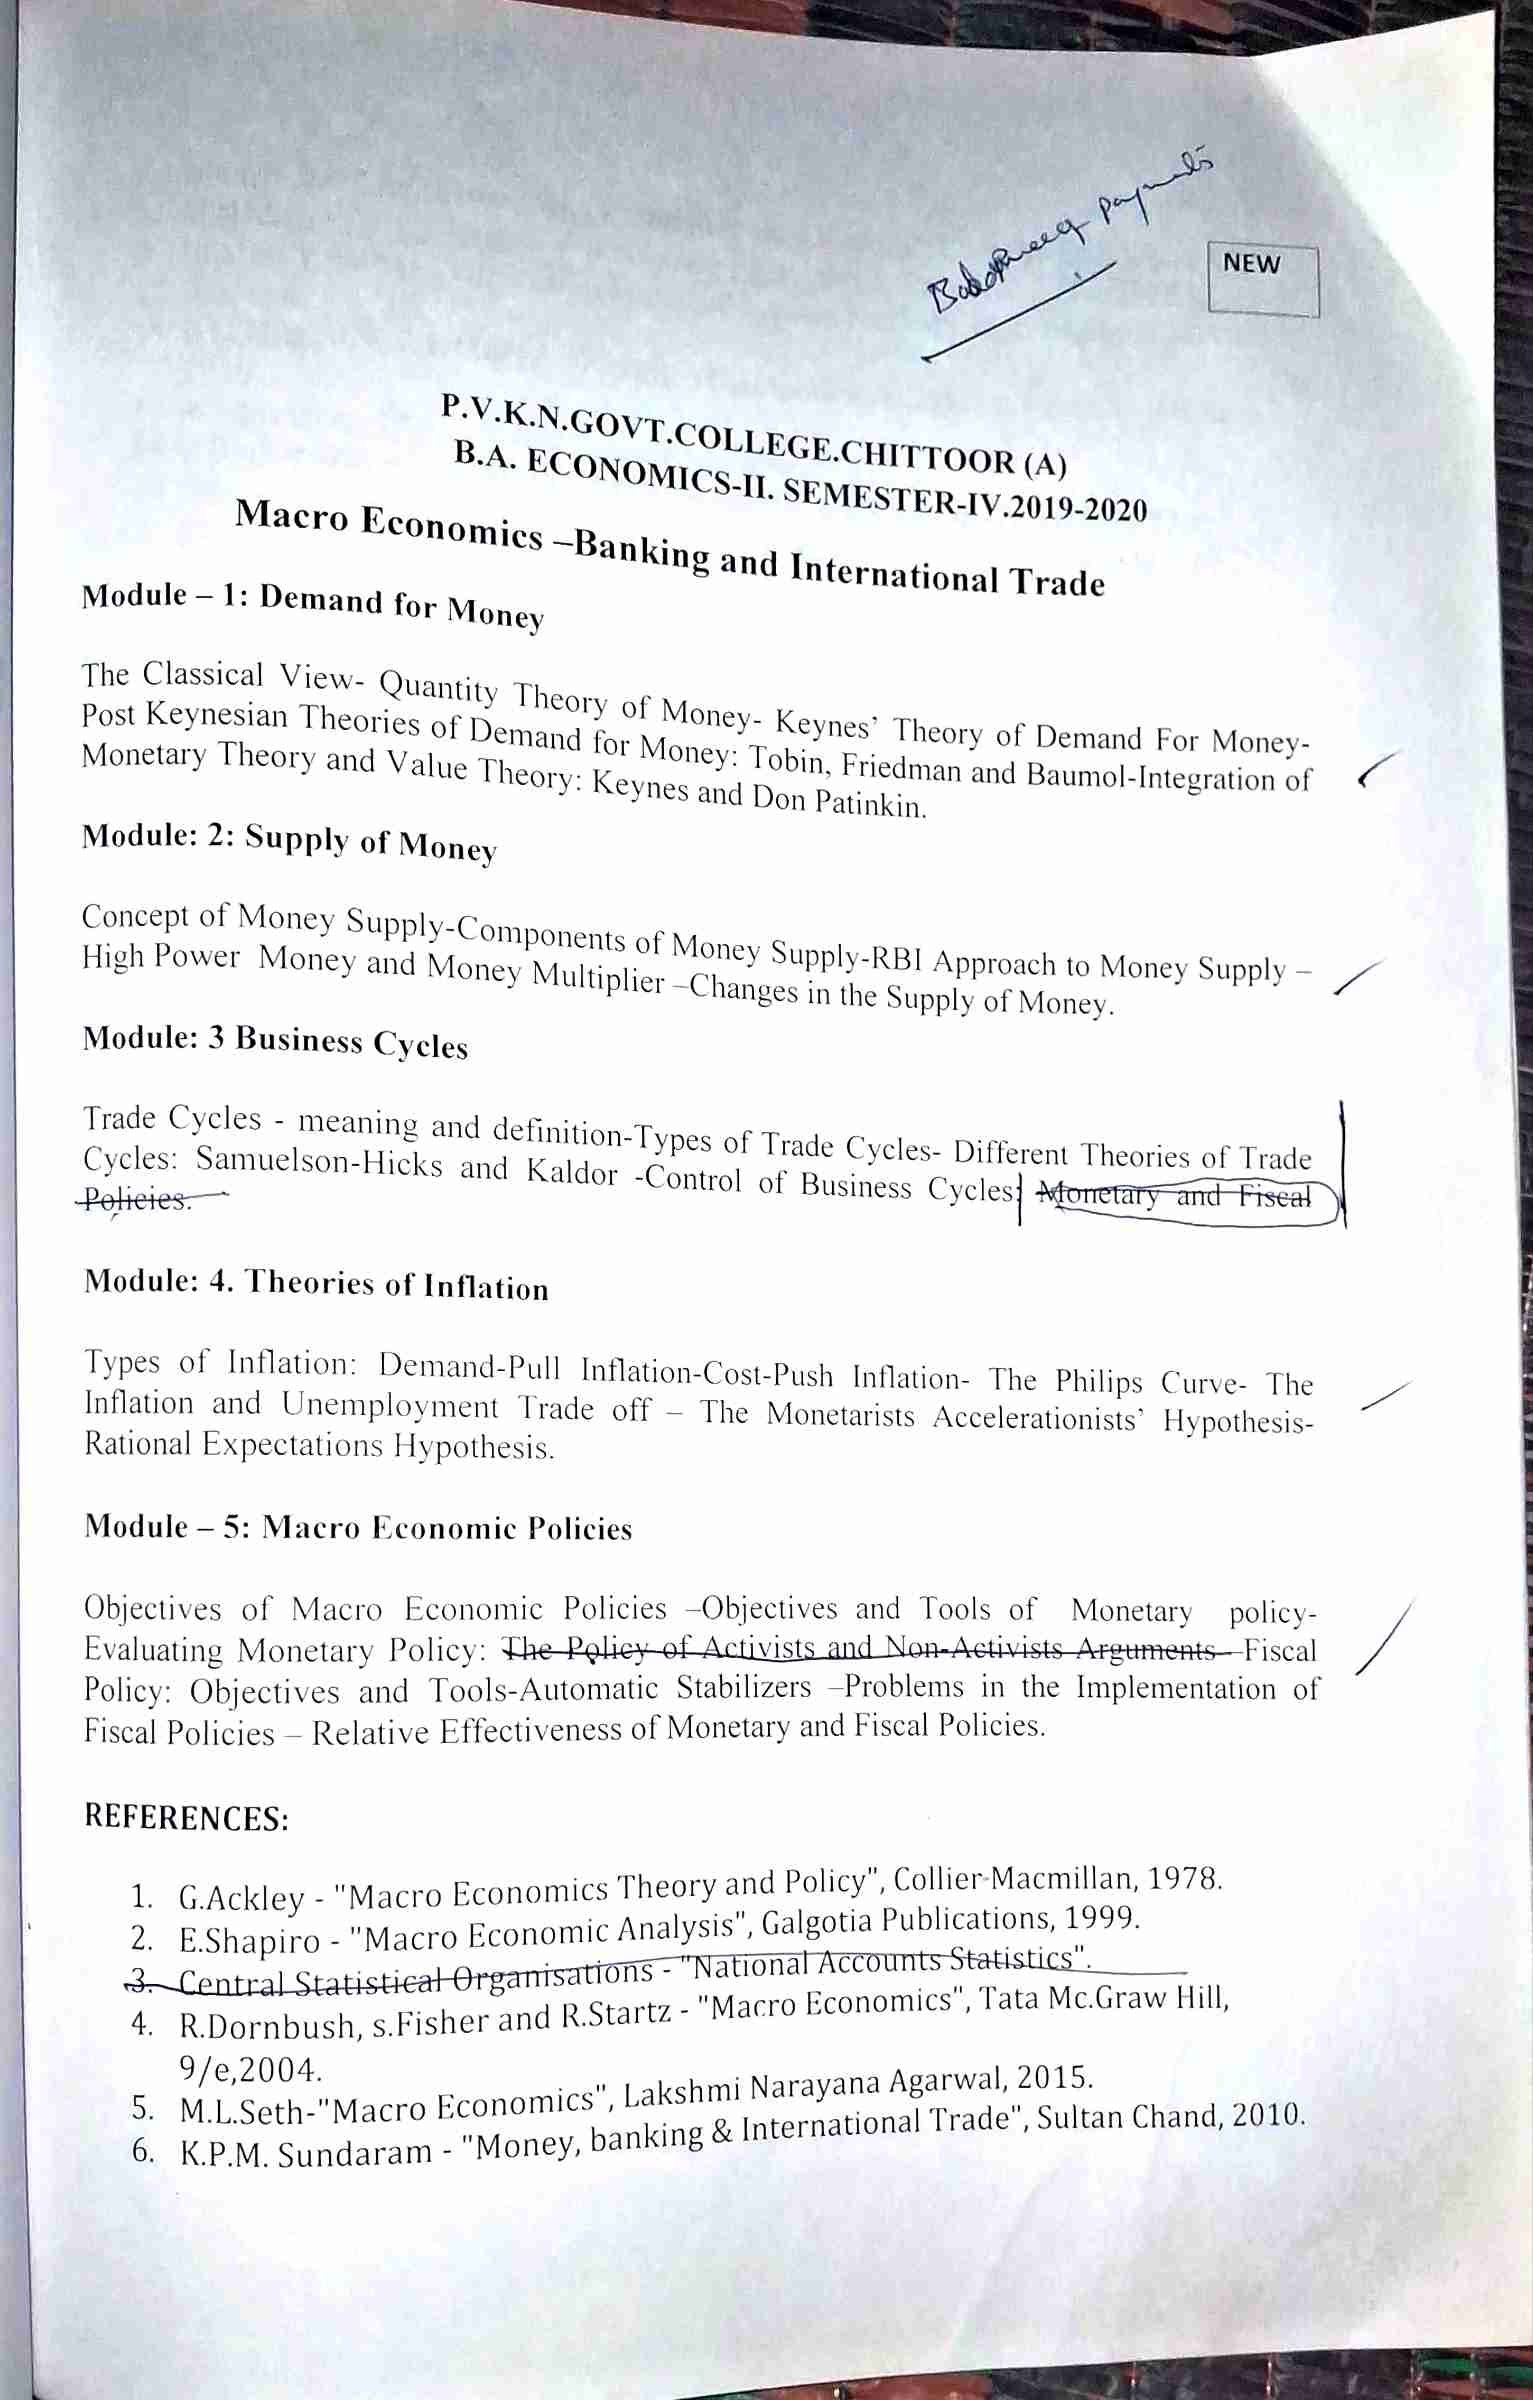 Payments
NEW
P.V.K.N.GOVT.COLLEGE.CHITTOOR (A)
B.A. ECONOMICS-II. SEMESTER-IV.2019-2020
Macro Economics –Banking and International Trade
Module – 1: Demand for Money
The Classical View- Quantity Theory of Money- Keynes' Theory of Demand For Money-
Post Keynesian Theories of Demand for Money: Tobin, Friedman and Baumol-Integration of
Monetary Theory and Value Theory: Keynes and Don Patinkin.
Module: 2: Supply of Money
Concept of Money Supply-Components of Money Supply-RBI Approach to Money Supply –
High Power Money and Money Multiplier –Changes in the Supply of Money.
Module: 3 Business Cycles
Trade Cycles - meaning and definition-Types of Trade Cycles- Different Theories of Trade
Cycles: Samuelson-Hicks and Kaldor -Control of Business Cycles: Monetary and Fiscal
Policies.
Module: 4. Theories of Inflation
Types of Inflation: Demand-Pull Inflation-Cost-Push Inflation- The Philips Curve- The
Inflation and Unemployment Trade off – The Monetarists Accelerationists' Hypothesis-
Rational Expectations Hypothesis.
Module – 5: Macro Economic Policies
Objectives of Macro Economic Policies –Objectives and Tools of Monetary policy-
Evaluating Monetary Policy: The Policy of Activists and Non-Activists Arguments –Fiscal
Policy: Objectives and Tools-Automatic Stabilizers –Problems in the Implementation of
Fiscal Policies – Relative Effectiveness of Monetary and Fiscal Policies.
REFERENCES:
1. G.Ackley - "Macro Economics Theory and Policy", Collier-Macmillan, 1978.
2. E.Shapiro - "Macro Economic Analysis", Galgotia Publications, 1999.
3. Central Statistical Organisations - "National Accounts Statistics".
4. R.Dornbush, s.Fisher and R.Startz - "Macro Economics", Tata Mc.Graw Hill,
9/e,2004.
5. M.L.Seth-"Macro Economics", Lakshmi Narayana Agarwal, 2015.
6. K.P.M. Sundaram - "Money, banking & International Trade", Sultan Chand, 2010.